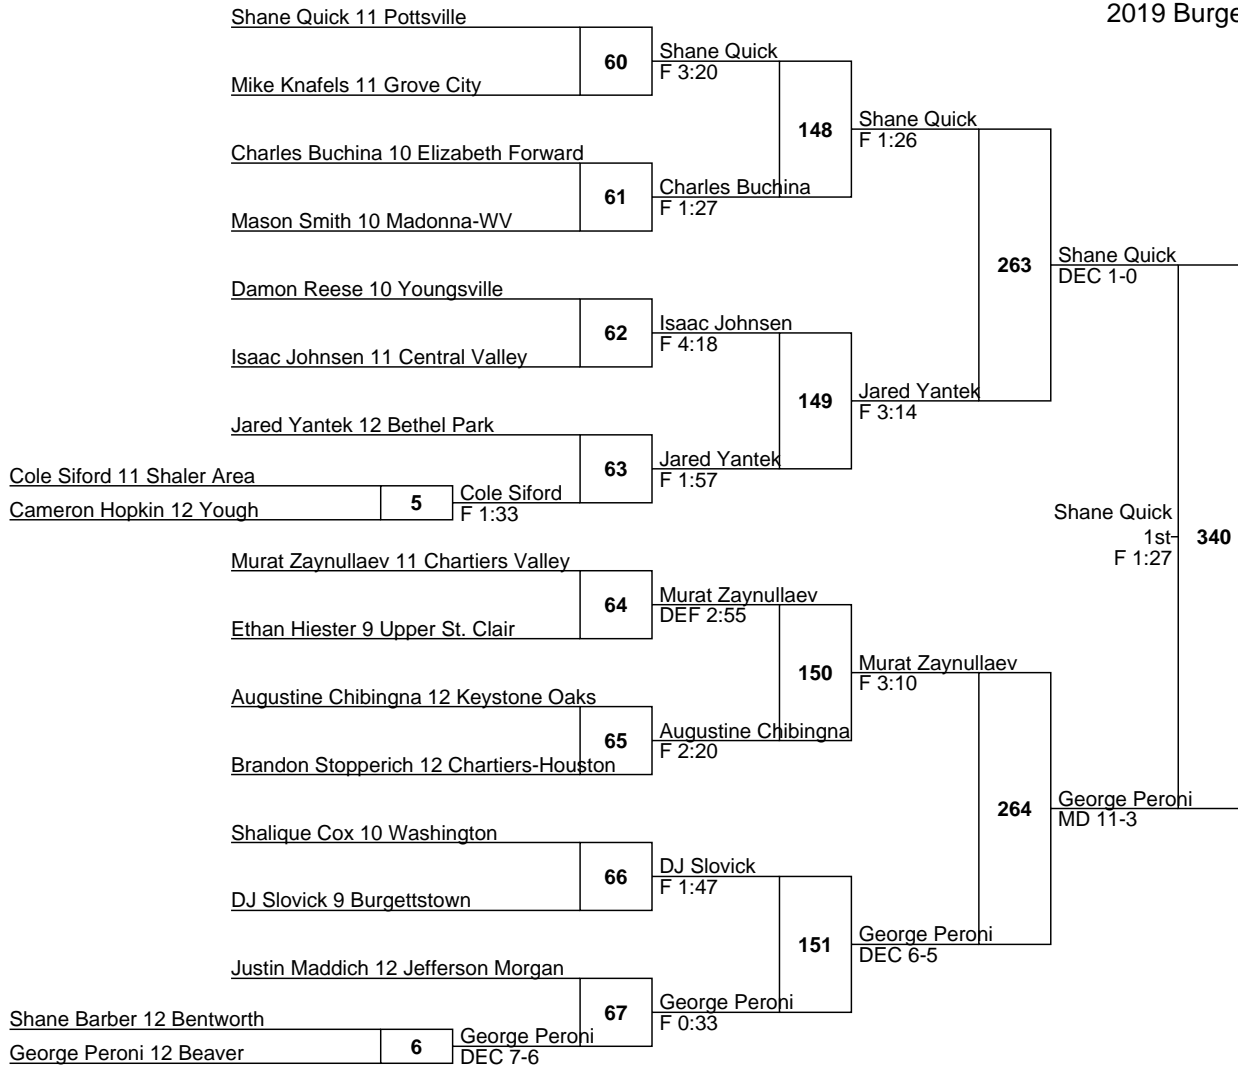 2019 Burge
Shane Quick 11 Pottsville
60
Shane Quick
F 3:20
Mike Knafels 11 Grove City
148
Shane Quick
F 1:26
Charles Buchina 10 Elizabeth Forward
61
Charles Buchina
F 1:27
Mason Smith 10 Madonna-WV
263
Shane Quick
DEC 1-0
Damon Reese 10 Youngsville
62
Isaac Johnsen
F 4:18
Isaac Johnsen 11 Central Valley
149
Jared Yantek
F 3:14
Jared Yantek 12 Bethel Park
63
Jared Yantek
F 1:57
Cole Siford 11 Shaler Area
5
Cole Siford
F 1:33
Cameron Hopkin 12 Yough
Shane Quick
1st
F 1:27
340
Murat Zaynullaev 11 Chartiers Valley
64
Murat Zaynullaev
DEF 2:55
Ethan Hiester 9 Upper St. Clair
150
Murat Zaynullaev
F 3:10
Augustine Chibingna 12 Keystone Oaks
65
Augustine Chibingna
F 2:20
Brandon Stopperich 12 Chartiers-Houston
264
George Peroni
MD 11-3
Shalique Cox 10 Washington
66
DJ Slovick
F 1:47
DJ Slovick 9 Burgettstown
151
George Peroni
DEC 6-5
Justin Maddich 12 Jefferson Morgan
67
George Peroni
F 0:33
Shane Barber 12 Bentworth
6
George Peroni
DEC 7-6
George Peroni 12 Beaver